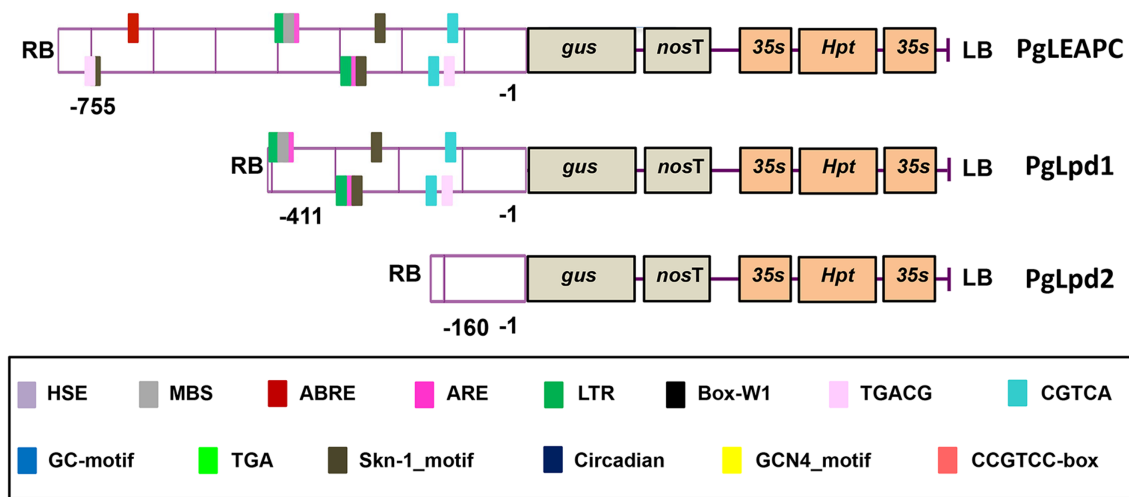 RB gus nosT 35s Hpt 35s LB PgLEAPC
-755 -1
RB gus nosT 35s Hpt 35s LB PgLpd1
-411 -1
RB gus nosT 35s Hpt 35s LB PgLpd2
-160 -1
HSE MBS ABRE ARE LTR Box-W1 TGACG CGTCA
GC-motif TGA Skn-1_motif Circadian GCN4_motif CCGTCC-box